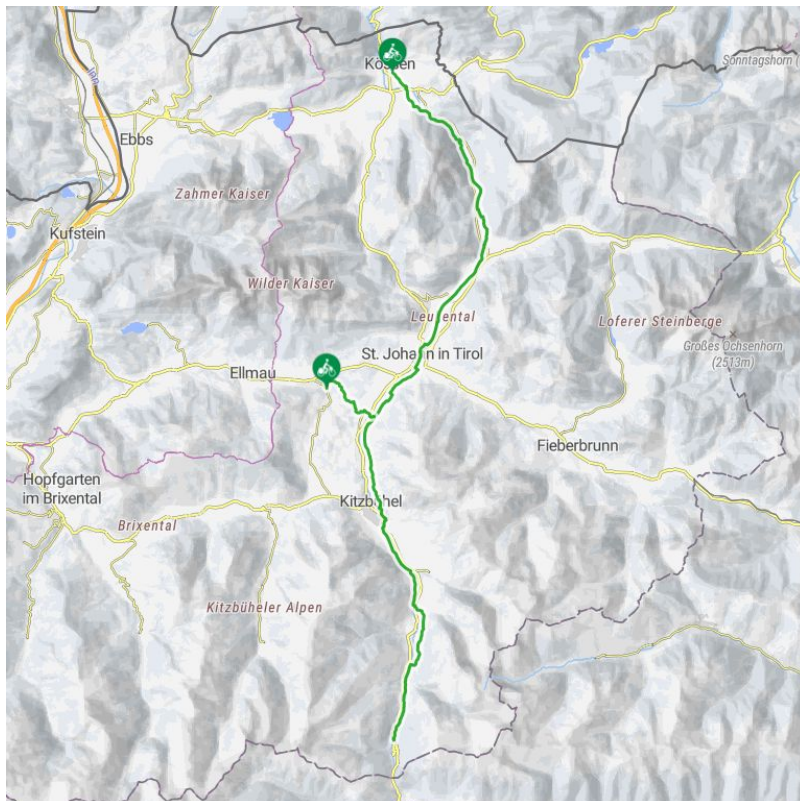 INN
Kössen
Sonntagshorn (
Ebbs
Zahmer Kaiser
Kufstein
Wilder Kaiser
Leukental
Loferer Steinberge
St. Johann in Tirol
Großes Ochsenhorn
(2513m)
Ellmau
Fieberbrunn
Hopfgarten
im Brixental
Kitzbühel
Brixental
Kitzbüheler Alpen